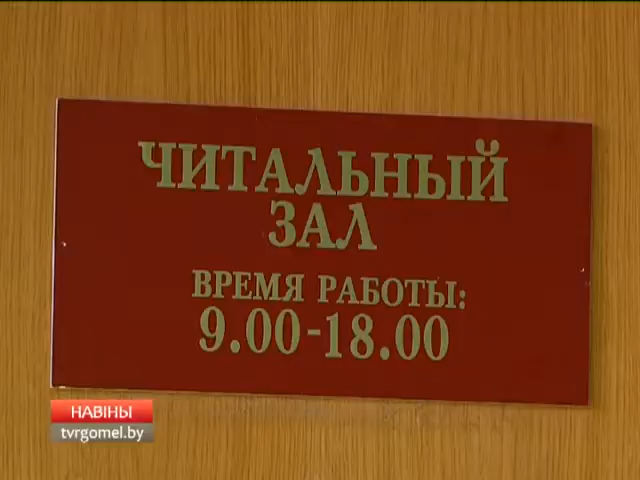 ЧИТАЛЬНЫЙ
ЗАЛ
ВРЕМЯ РАБОТЫ:
9.00-18.00
НАВІНЫ
tvrgomel.by